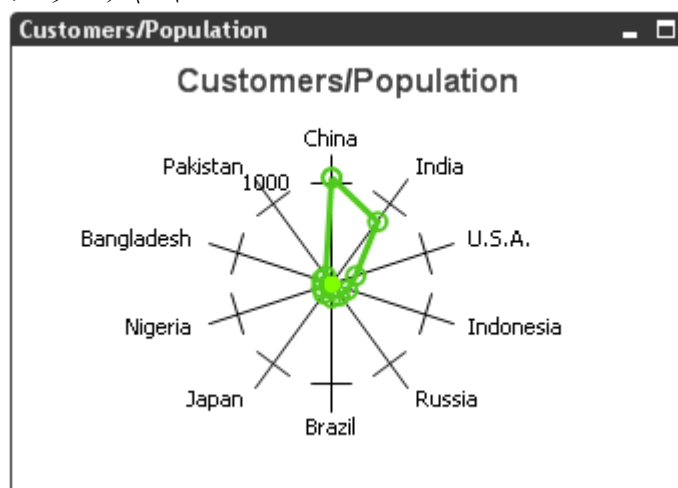 Customers/Population
Customers/Population
China
Pakistan
1000
India
Bangladesh
U.S.A.
Nigeria
Indonesia
Japan
Russia
Brazil